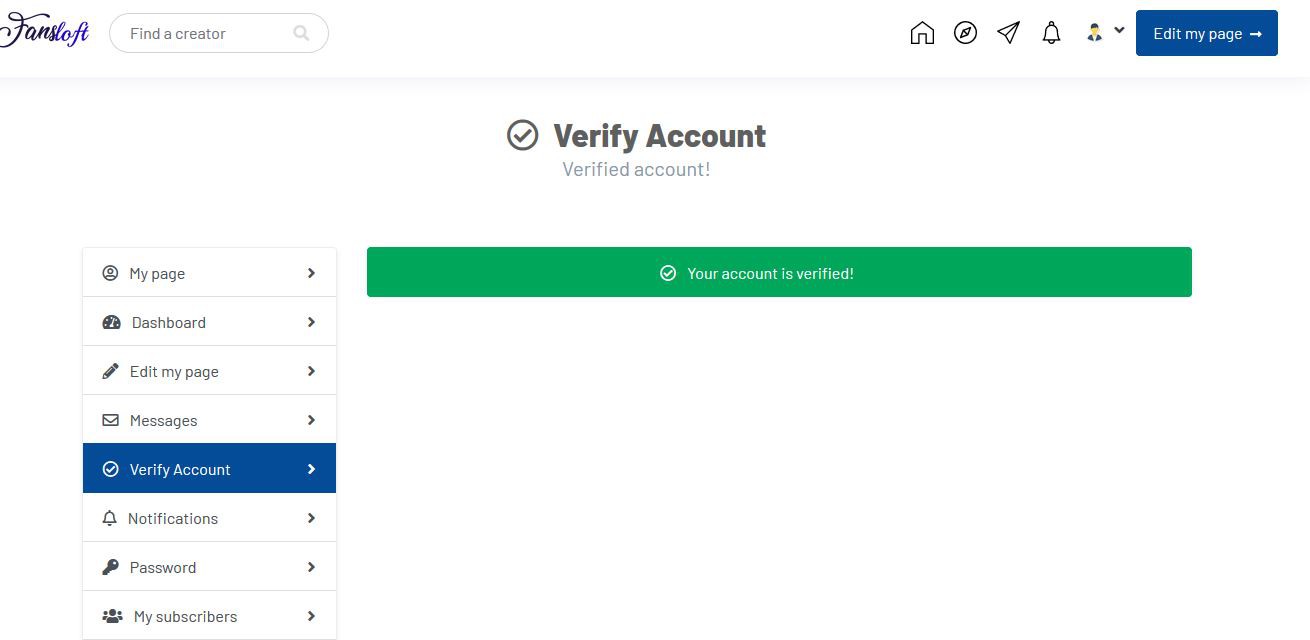 Fansloft
Find a creator
Edit my page →
Verify Account
Verified account!
My page
Dashboard
Edit my page
Messages
Verify Account
Notifications
Password
My subscribers
Your account is verified!